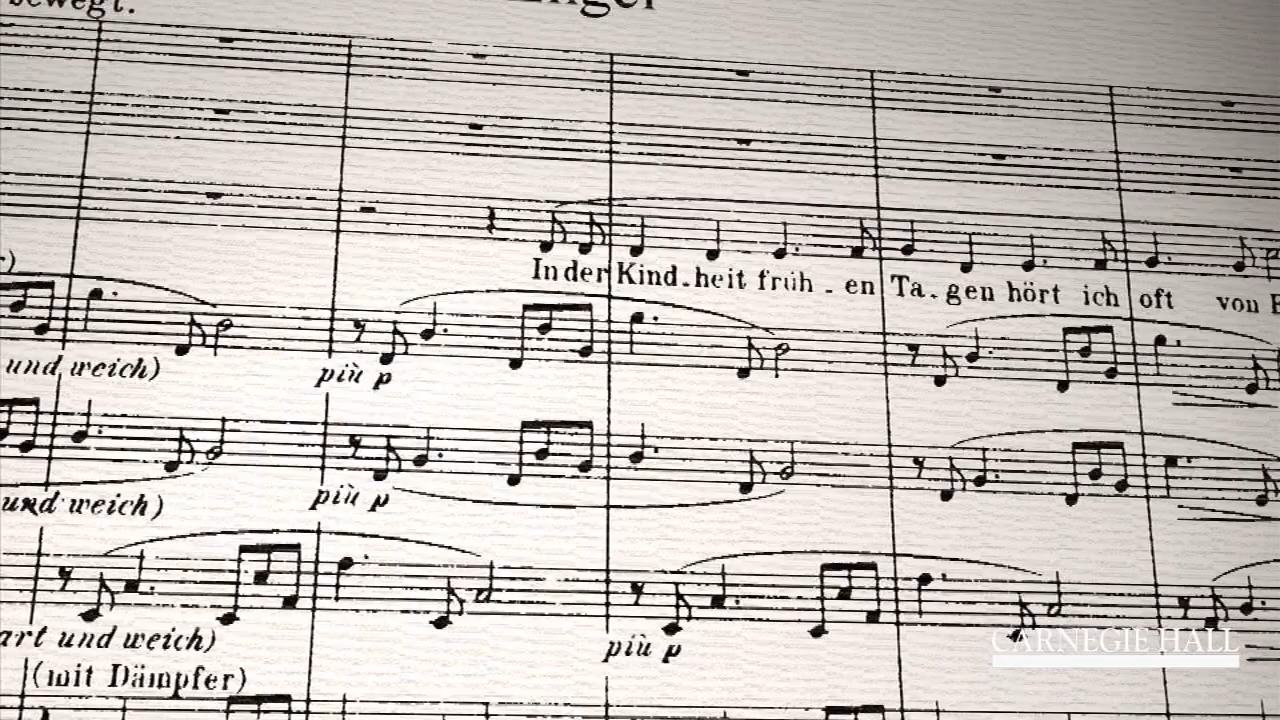 bewegt.
Engel
In der Kind-heit früh-en Ta-gen hört ich oft von
und weich)
più p
und weich)
più p
art und weich)
più p
(mit Dämpfer)
CARNEGIE HALL